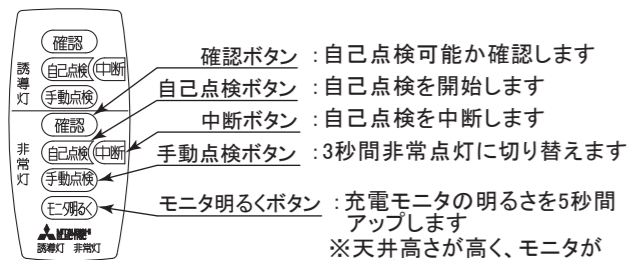 確認
誘導灯
自己点検
中断
手動点検
確認
非常灯
自己点検
中断
手動点検
モニタ明るく
誘導灯 非常灯
確認ボタン :自己点検可能か確認します
自己点検ボタン :自己点検を開始します
中断ボタン :自己点検を中断します
手動点検ボタン :3秒間非常点灯に切り替えます
モニタ明るくボタン :充電モニタの明るさを5秒間
アップします
※天井高さが高く、モニタが